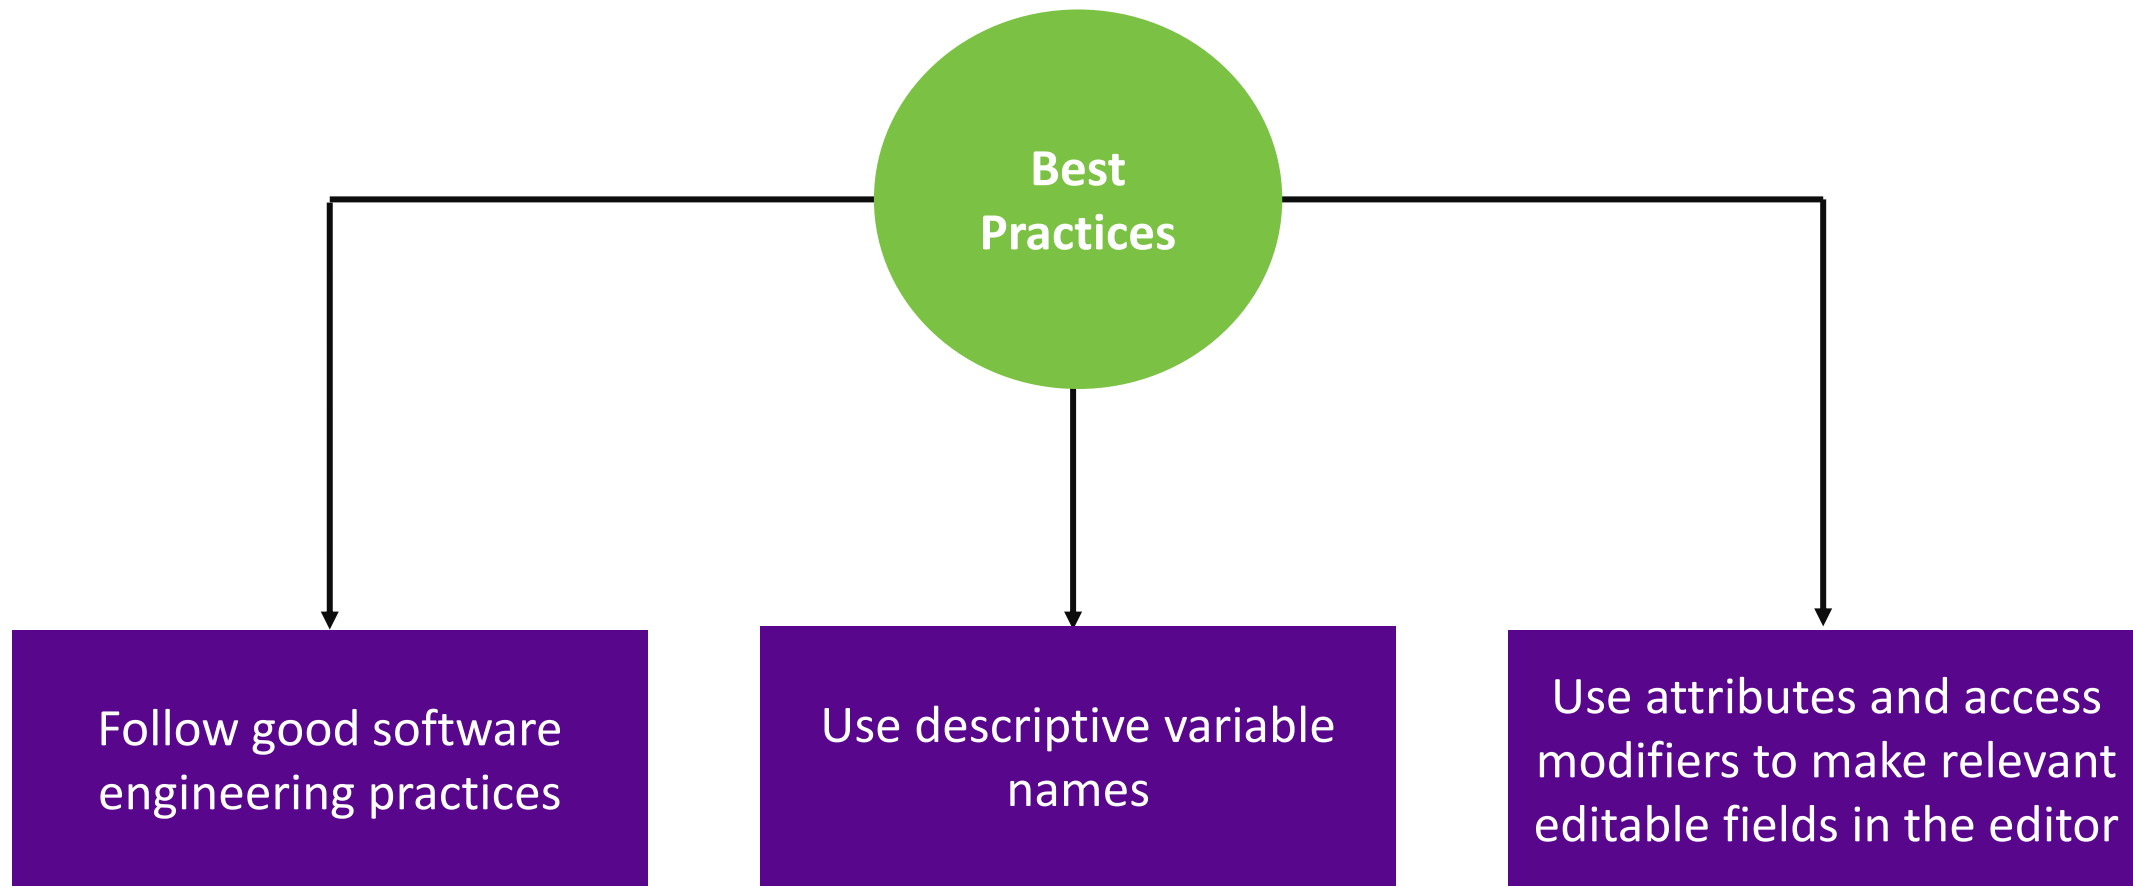 Best
Practices
Follow good software
engineering practices
Use descriptive variable
names
Use attributes and access
modifiers to make relevant
editable fields in the editor